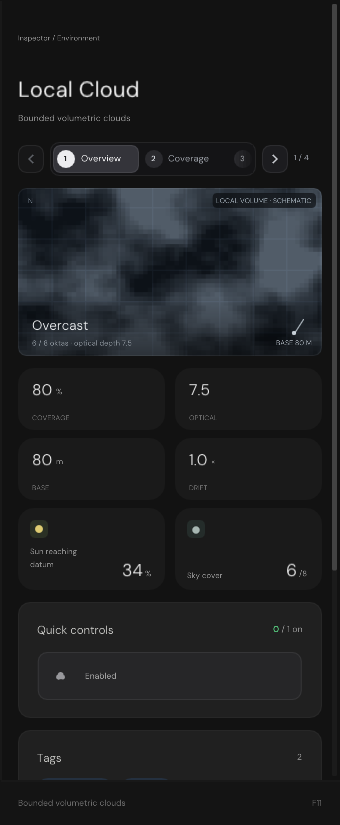 Inspector / Environment
Local Cloud
Bounded volumetric clouds
1 Overview 2 Coverage 3 1 / 4
N LOCAL VOLUME · SCHEMATIC
Overcast
6 / 8 oktas · optical depth 7.5 BASE 80 M
80 % 7.5
COVERAGE OPTICAL
80 m 1.0 ×
BASE DRIFT
Sun reaching
datum
34 % Sky cover 6 /8
Quick controls 0 / 1 on
Enabled
Tags 2
Bounded volumetric clouds F11